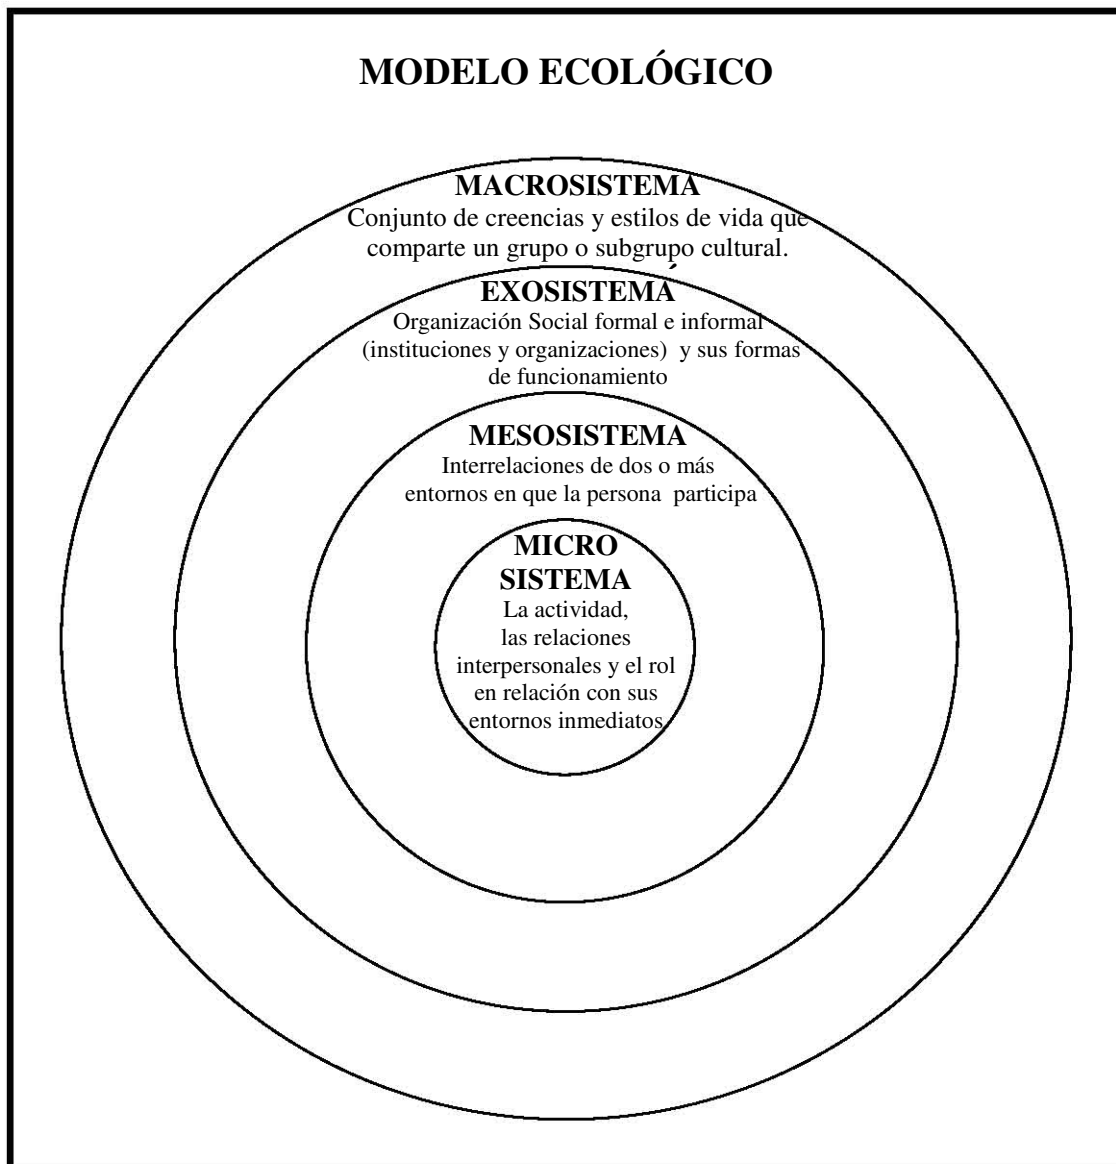 MODELO ECOLÓGICO
MACROSISTEMA
Conjunto de creencias y estilos de vida que
comparte un grupo o subgrupo cultural.
EXOSISTEMA
Organización Social formal e informal
(instituciones y organizaciones) y sus formas
de funcionamiento
MESOSISTEMA
Interrelaciones de dos o más
entornos en que la persona participa
MICRO
SISTEMA
La actividad,
las relaciones
interpersonales y el rol
en relación con sus
entornos inmediatos